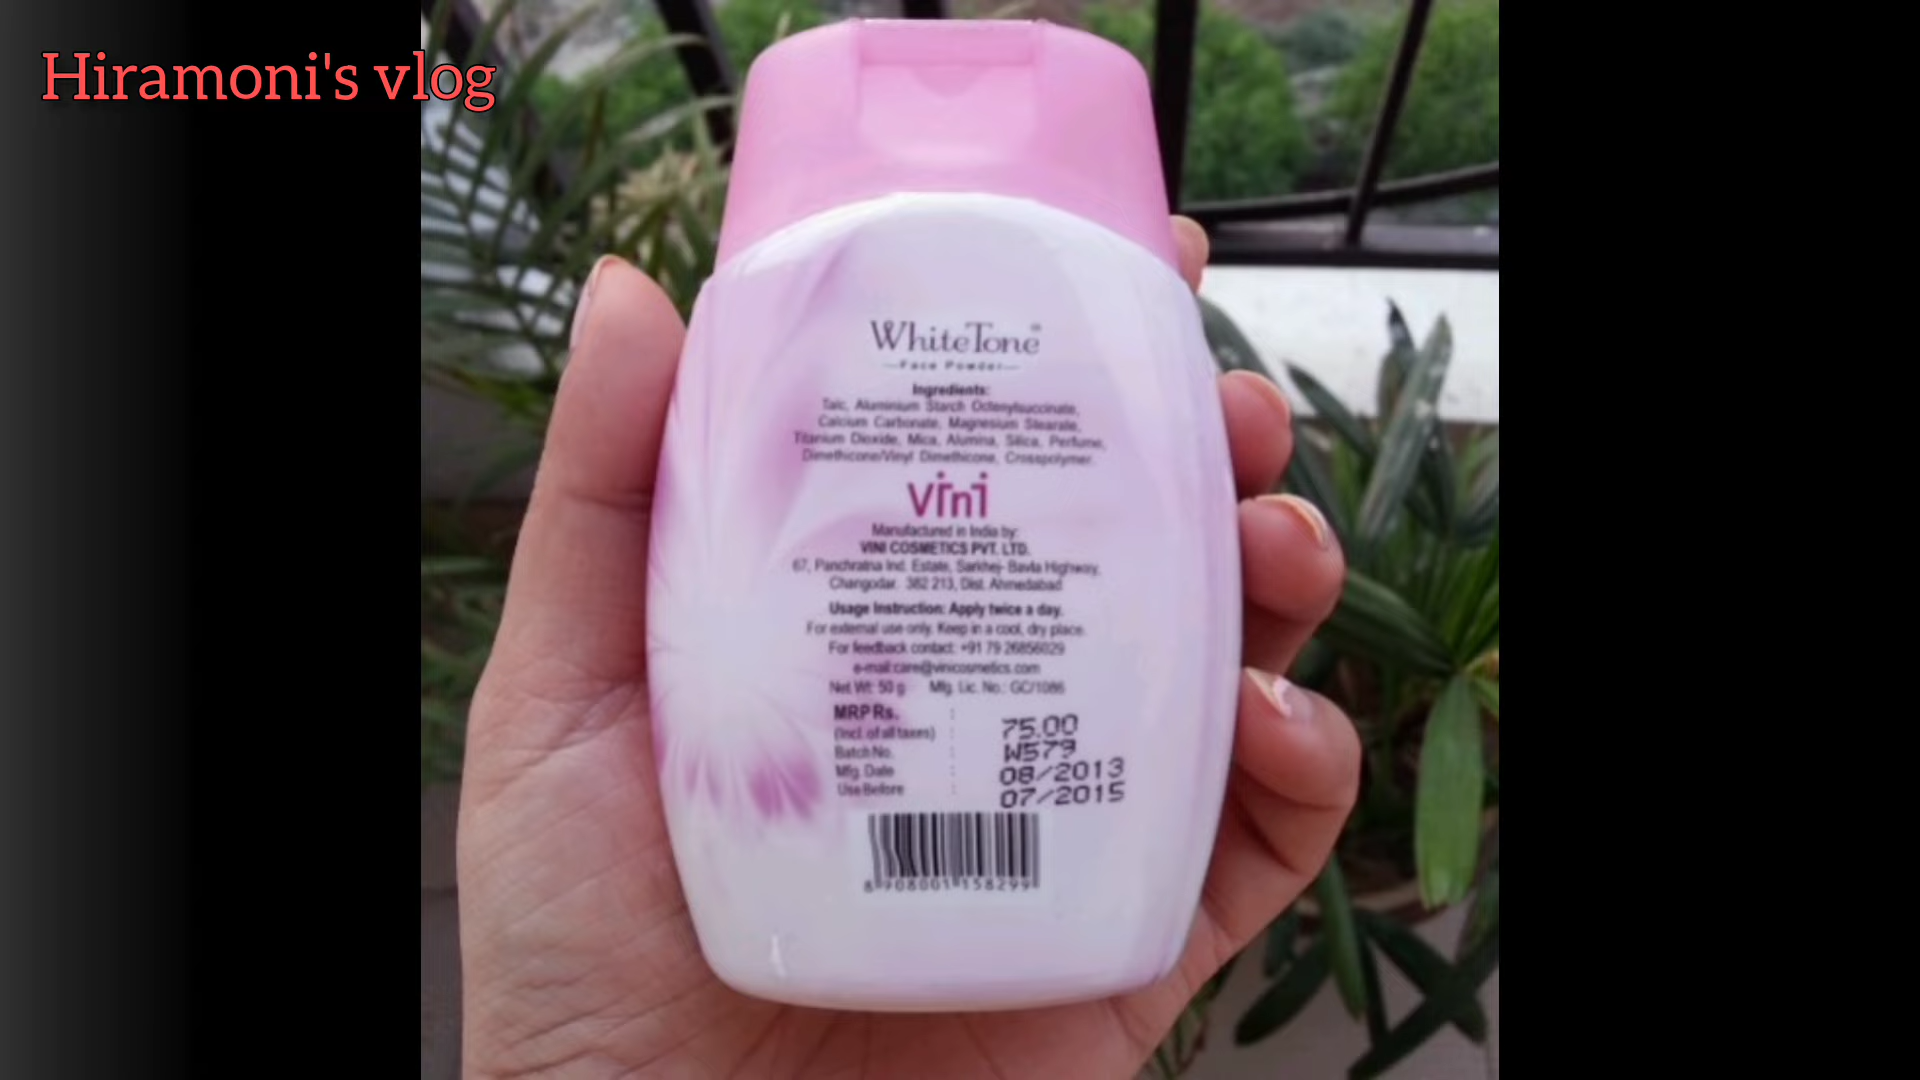 Hiramoni's vlog
WhiteTone
Face Powder
Ingredients:
Talc, Aluminium Starch Octenylsuccinate,
Calcium Carbonate, Magnesium Stearate,
Titanium Dioxide, Mica, Alumina, Silica, Perfume,
Dimethicone/Vinyl Dimethicone, Crosspolymer.
Vini
Manufactured in India by:
VINI COSMETICS PVT. LTD.
67, Panchratna Ind. Estate, Sarkhej- Bavla Highway,
Changodar. 382 213, Dist. Ahmedabad
Usage Instruction: Apply twice a day.
For external use only. Keep in a cool, dry place.
For feedback contact: +91 79 26856029
e-mail:care@vinicosmetics.com
Net Wt: 50 g Mfg. Lic. No.: GC/1086
MRP Rs. : 75.00
(Incl. of all taxes) :
Batch No. : W579
Mfg. Date : 08/2013
Use Before : 07/2015
8 908001 158299